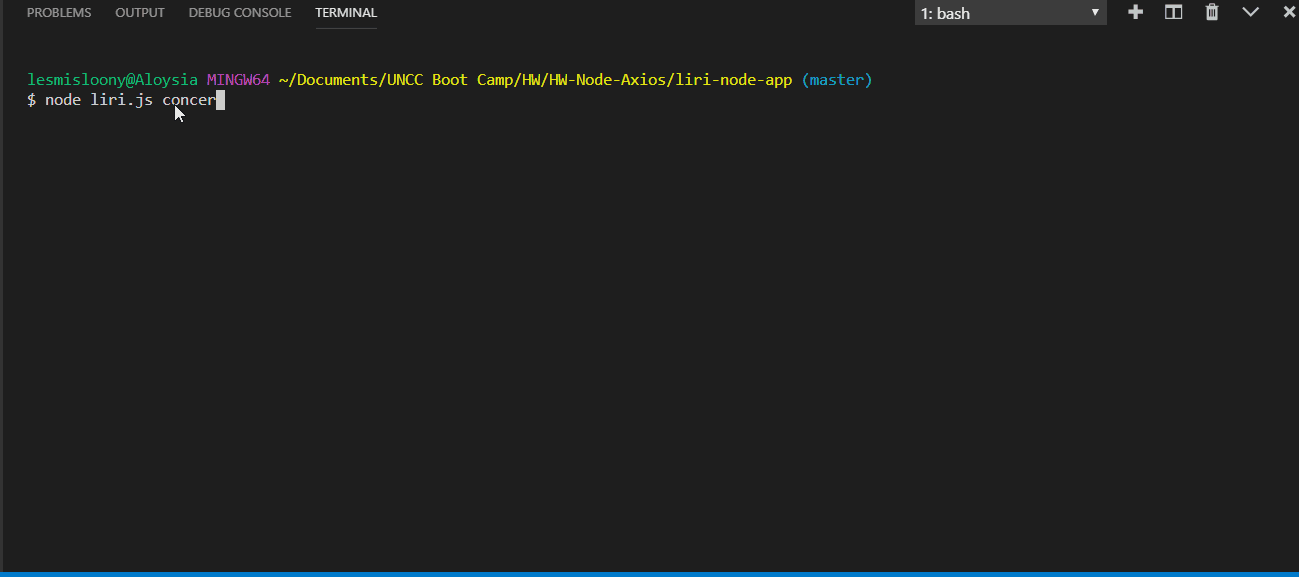 PROBLEMS OUTPUT DEBUG CONSOLE TERMINAL 1: bash
lesmisloony@Aloysia MINGW64 ~/Documents/UNCC Boot Camp/HW/HW-Node-Axios/liri-node-app (master)
$ node liri.js concer